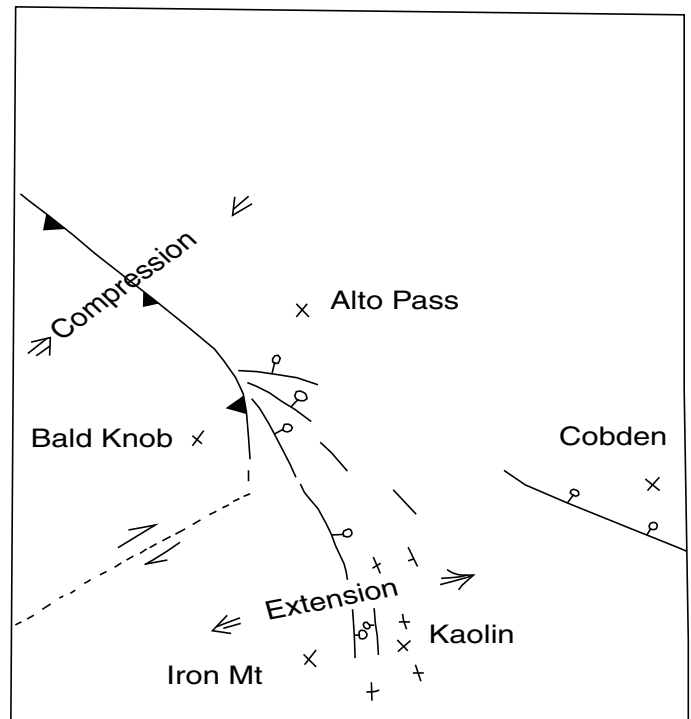 Compression
Alto Pass
Bald Knob
Cobden
Extension
Kaolin
Iron Mt